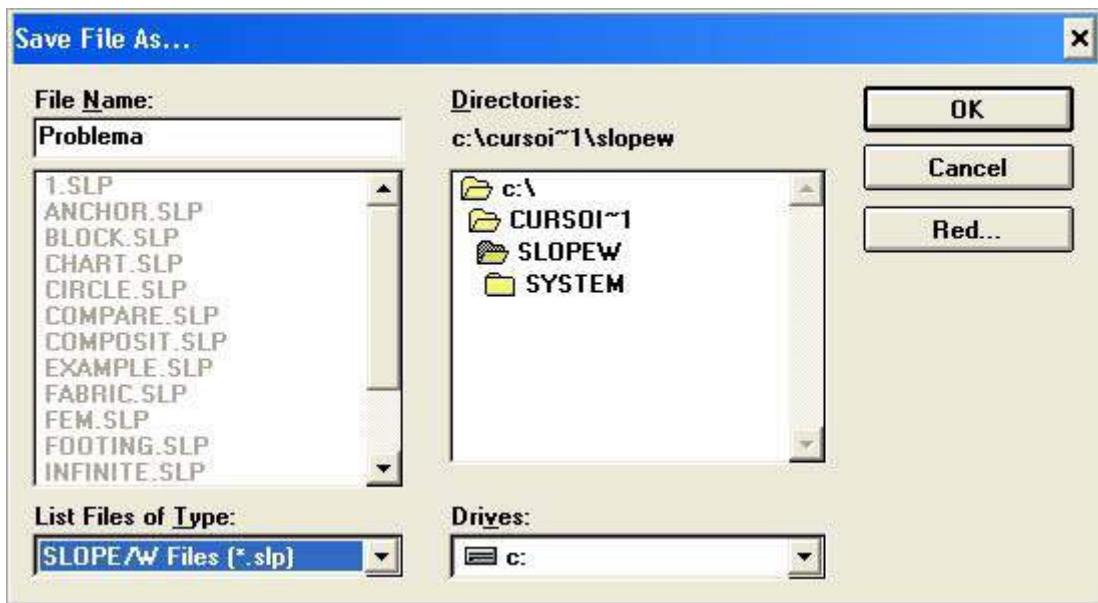 Save File As...
File Name:
Problema
1.SLP
ANCHOR.SLP
BLOCK.SLP
CHART.SLP
CIRCLE.SLP
COMPARE.SLP
COMPOSIT.SLP
EXAMPLE.SLP
FABRIC.SLP
FEM.SLP
FOOTING.SLP
INFINITE.SLP
List Files of Type:
SLOPE/W Files (*.slp)
Directories:
c:\cursoi~1\slopew
c:\
CURSOI~1
SLOPEW
SYSTEM
Drives:
c:
OK
Cancel
Red...